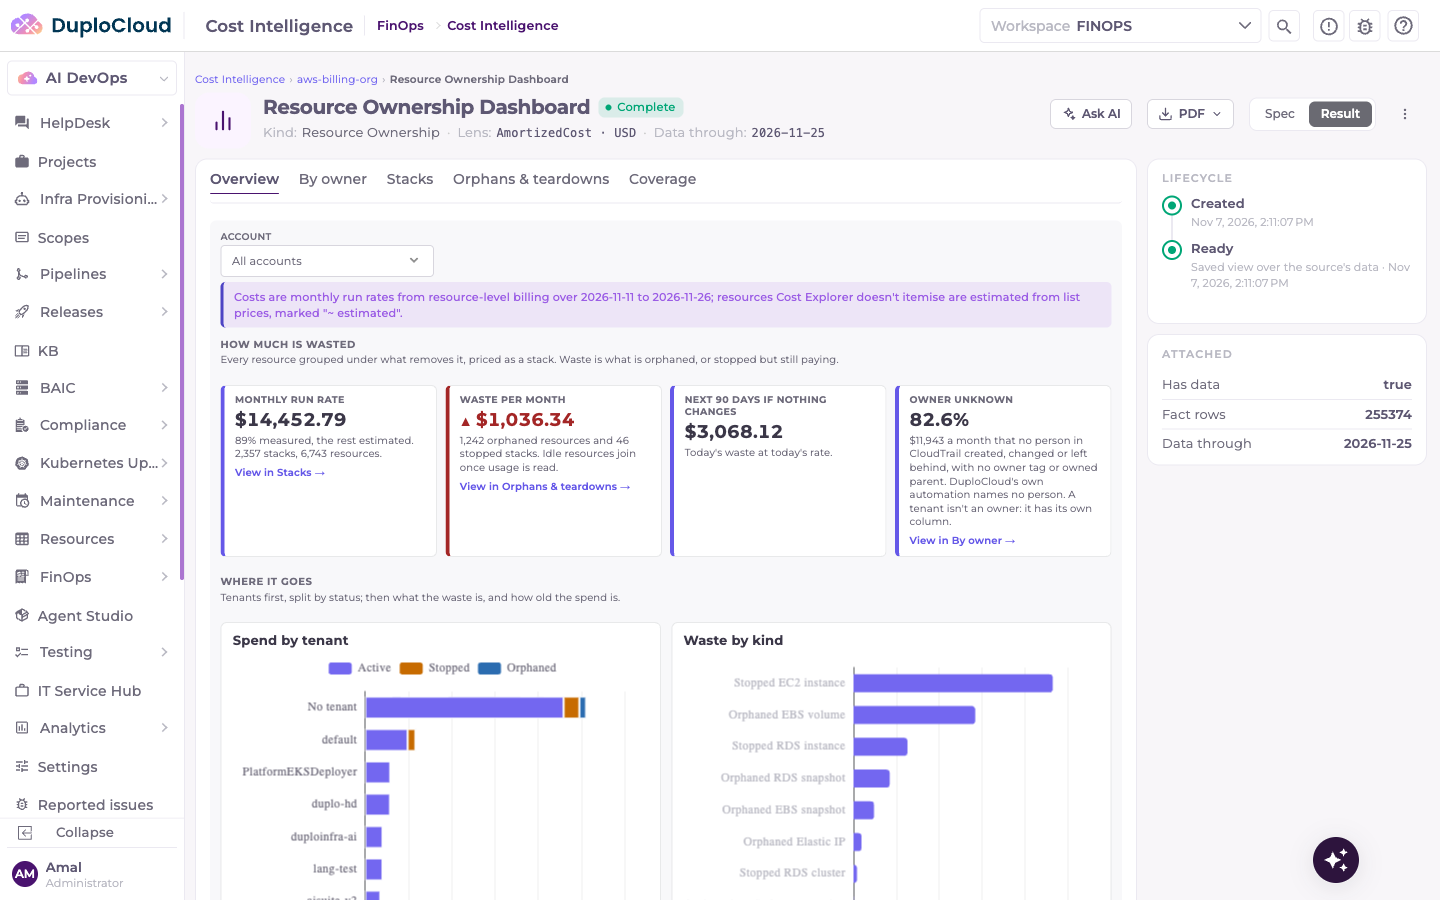 DuploCloud
Cost Intelligence
FinOps
Cost Intelligence
Workspace FINOPS
AI DevOps
HelpDesk
Projects
Infra Provisioni...
Scopes
Pipelines
Releases
KB
BAIC
Compliance
Kubernetes Up...
Maintenance
Resources
FinOps
Agent Studio
Testing
IT Service Hub
Analytics
Settings
Reported issues
Collapse
AM
Amal
Administrator
Cost Intelligence › aws-billing-org › Resource Ownership Dashboard
Resource Ownership Dashboard
Complete
Kind: Resource Ownership · Lens: AmortizedCost · USD · Data through: 2026-11-25
Ask AI
PDF
Spec
Result
Overview
By owner
Stacks
Orphans & teardowns
Coverage
ACCOUNT
All accounts
Costs are monthly run rates from resource-level billing over 2026-11-11 to 2026-11-26; resources Cost Explorer doesn't itemise are estimated from list
prices, marked "~ estimated".
HOW MUCH IS WASTED
Every resource grouped under what removes it, priced as a stack. Waste is what is orphaned, or stopped but still paying.
MONTHLY RUN RATE
$14,452.79
89% measured, the rest estimated.
2,357 stacks, 6,743 resources.
View in Stacks →
WASTE PER MONTH
▲ $1,036.34
1,242 orphaned resources and 46
stopped stacks. Idle resources join
once usage is read.
View in Orphans & teardowns →
NEXT 90 DAYS IF NOTHING
CHANGES
$3,068.12
Today's waste at today's rate.
OWNER UNKNOWN
82.6%
$11,943 a month that no person in
CloudTrail created, changed or left
behind, with no owner tag or owned
parent. DuploCloud's own
automation names no person. A
tenant isn't an owner: it has its own
column.
View in By owner →
WHERE IT GOES
Tenants first, split by status; then what the waste is, and how old the spend is.
Spend by tenant
Active
Stopped
Orphaned
No tenant
default
PlatformEKSDeployer
duplo-hd
duploinfra-ai
lang-test
Waste by kind
Stopped EC2 instance
Orphaned EBS volume
Stopped RDS instance
Orphaned RDS snapshot
Orphaned EBS snapshot
Orphaned Elastic IP
Stopped RDS cluster
LIFECYCLE
Created
Nov 7, 2026, 2:11:07 PM
Ready
Saved view over the source's data · Nov
7, 2026, 2:11:07 PM
ATTACHED
Has data
true
Fact rows
255374
Data through
2026-11-25